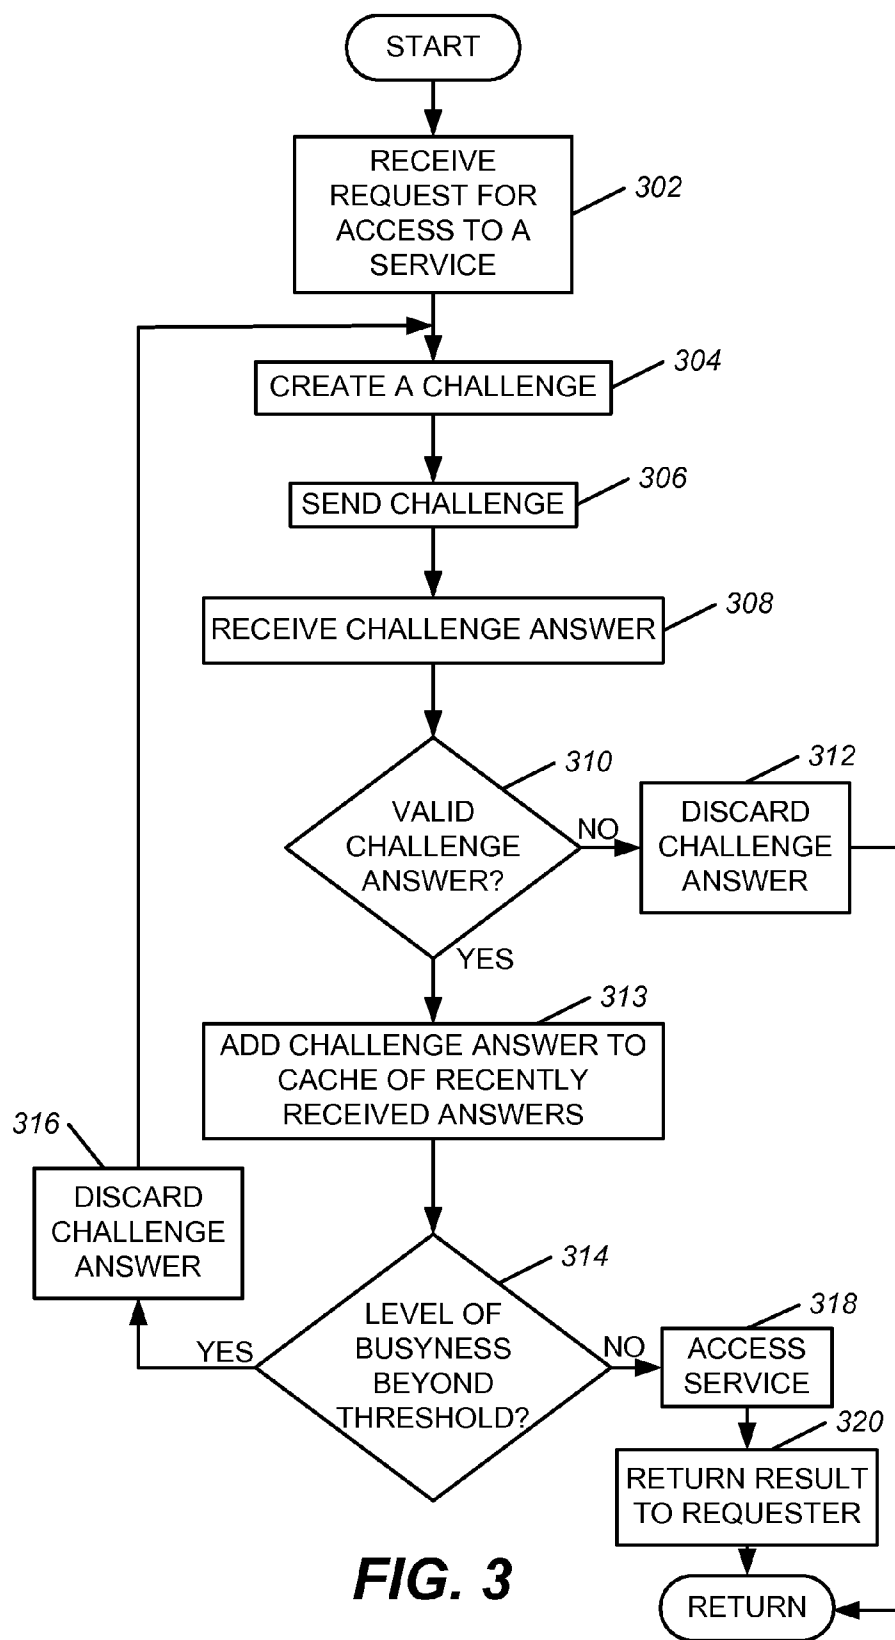 START
RECEIVE
REQUEST FOR
ACCESS TO A
SERVICE
302
CREATE A CHALLENGE
304
SEND CHALLENGE
306
RECEIVE CHALLENGE ANSWER
308
VALID
CHALLENGE
ANSWER?
310
NO
DISCARD
CHALLENGE
ANSWER
312
YES
ADD CHALLENGE ANSWER TO
CACHE OF RECENTLY
RECEIVED ANSWERS
313
316
DISCARD
CHALLENGE
ANSWER
YES
LEVEL OF
BUSYNESS
BEYOND
THRESHOLD?
314
NO
ACCESS
SERVICE
318
RETURN RESULT
TO REQUESTER
320
RETURN
FIG. 3